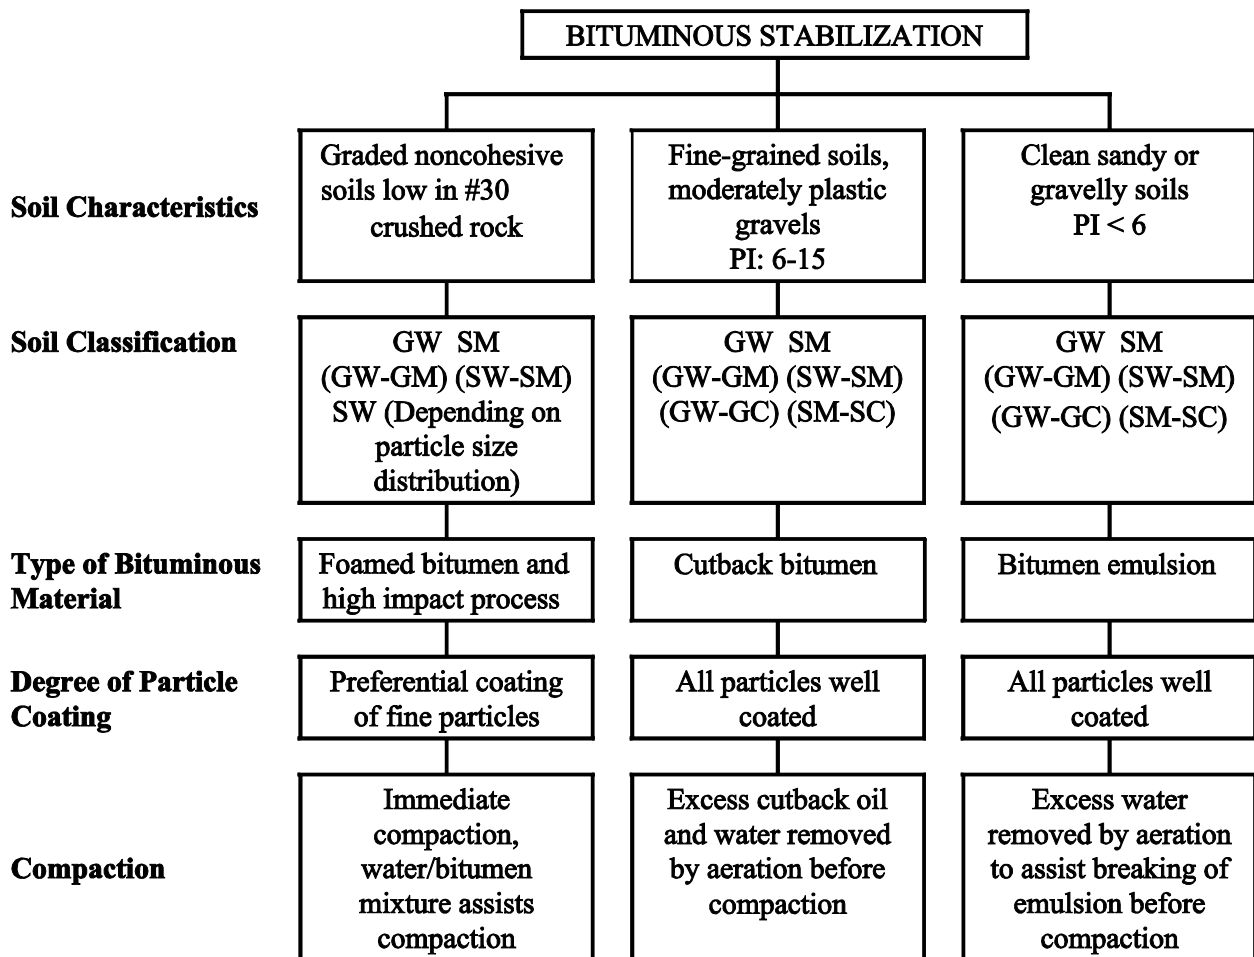 BITUMINOUS STABILIZATION
Soil Characteristics
Graded noncohesive
soils low in #30
crushed rock
Fine-grained soils,
moderately plastic
gravels
PI: 6-15
Clean sandy or
gravelly soils
PI < 6
Soil Classification
GW SM
(GW-GM) (SW-SM)
SW (Depending on
particle size
distribution)
GW SM
(GW-GM) (SW-SM)
(GW-GC) (SM-SC)
GW SM
(GW-GM) (SW-SM)
(GW-GC) (SM-SC)
Type of Bituminous
Material
Foamed bitumen and
high impact process
Cutback bitumen
Bitumen emulsion
Degree of Particle
Coating
Preferential coating
of fine particles
All particles well
coated
All particles well
coated
Compaction
Immediate
compaction,
water/bitumen
mixture assists
compaction
Excess cutback oil
and water removed
by aeration before
compaction
Excess water
removed by aeration
to assist breaking of
emulsion before
compaction